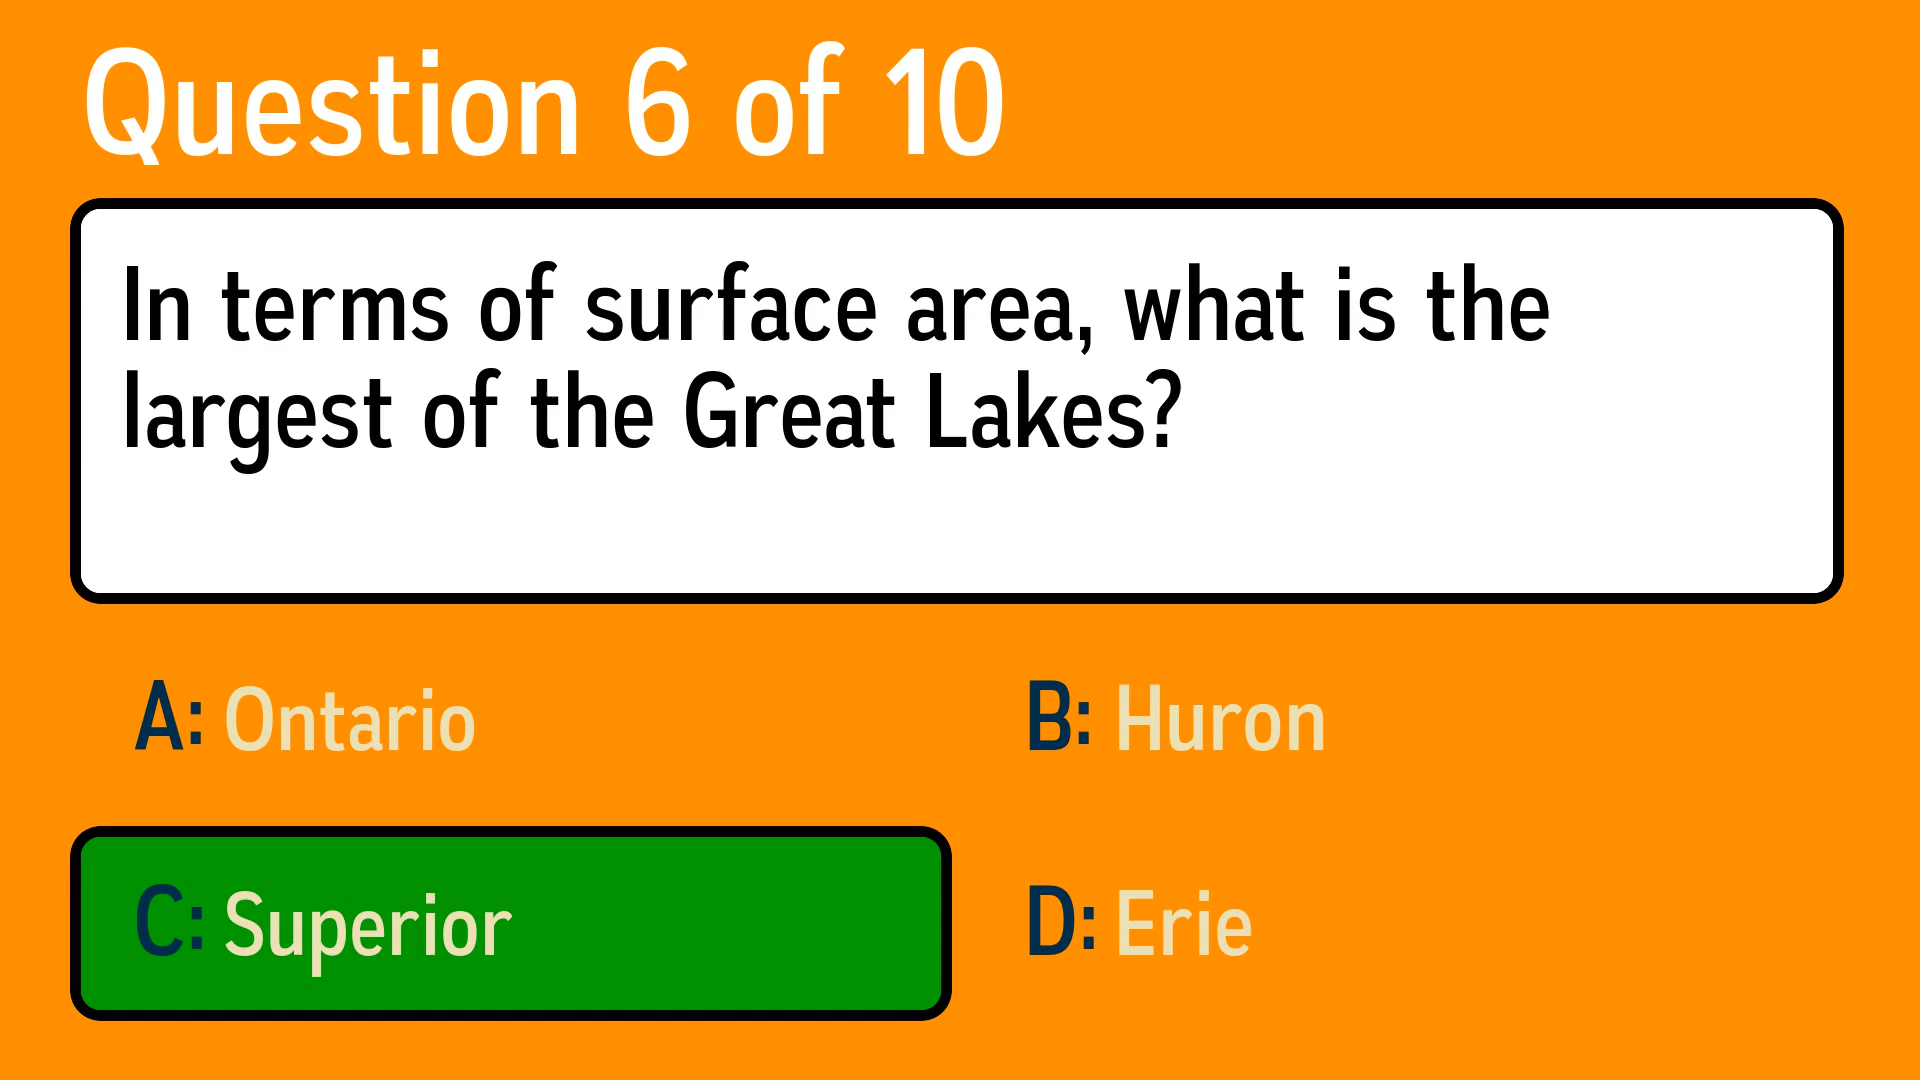 Question 6 of 10
In terms of surface area, what is the
largest of the Great Lakes?
A: Ontario
B: Huron
C: Superior
D: Erie